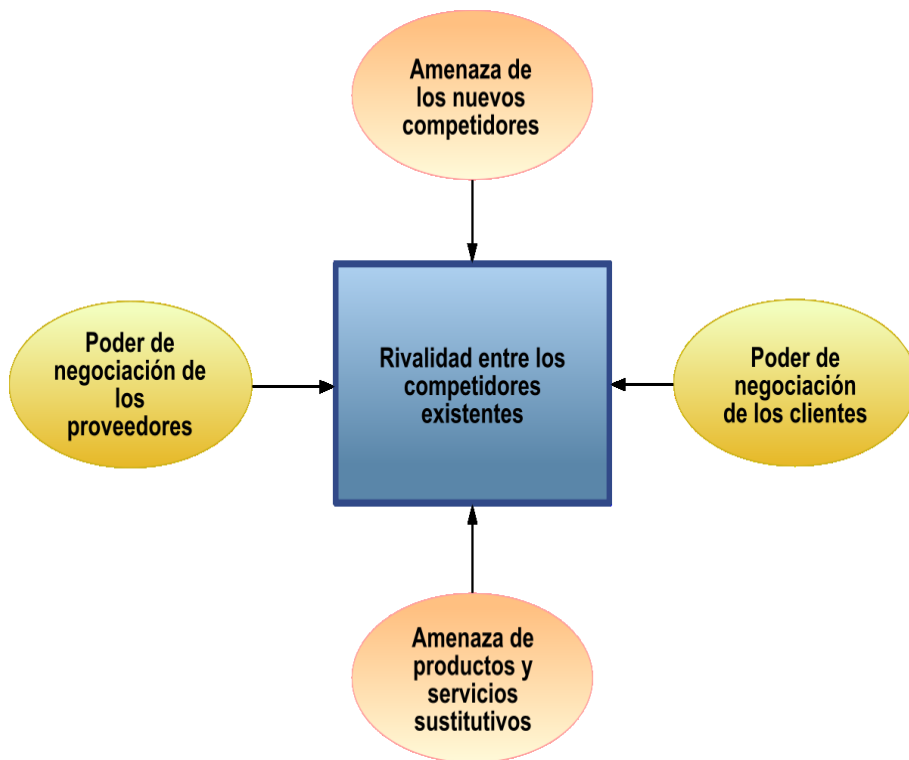 Amenaza de
los nuevos
competidores
Poder de
negociación de
los
proveedores
Rivalidad entre los
competidores
existentes
Poder de
negociación
de los clientes
Amenaza de
productos y
servicios
sustitutivos